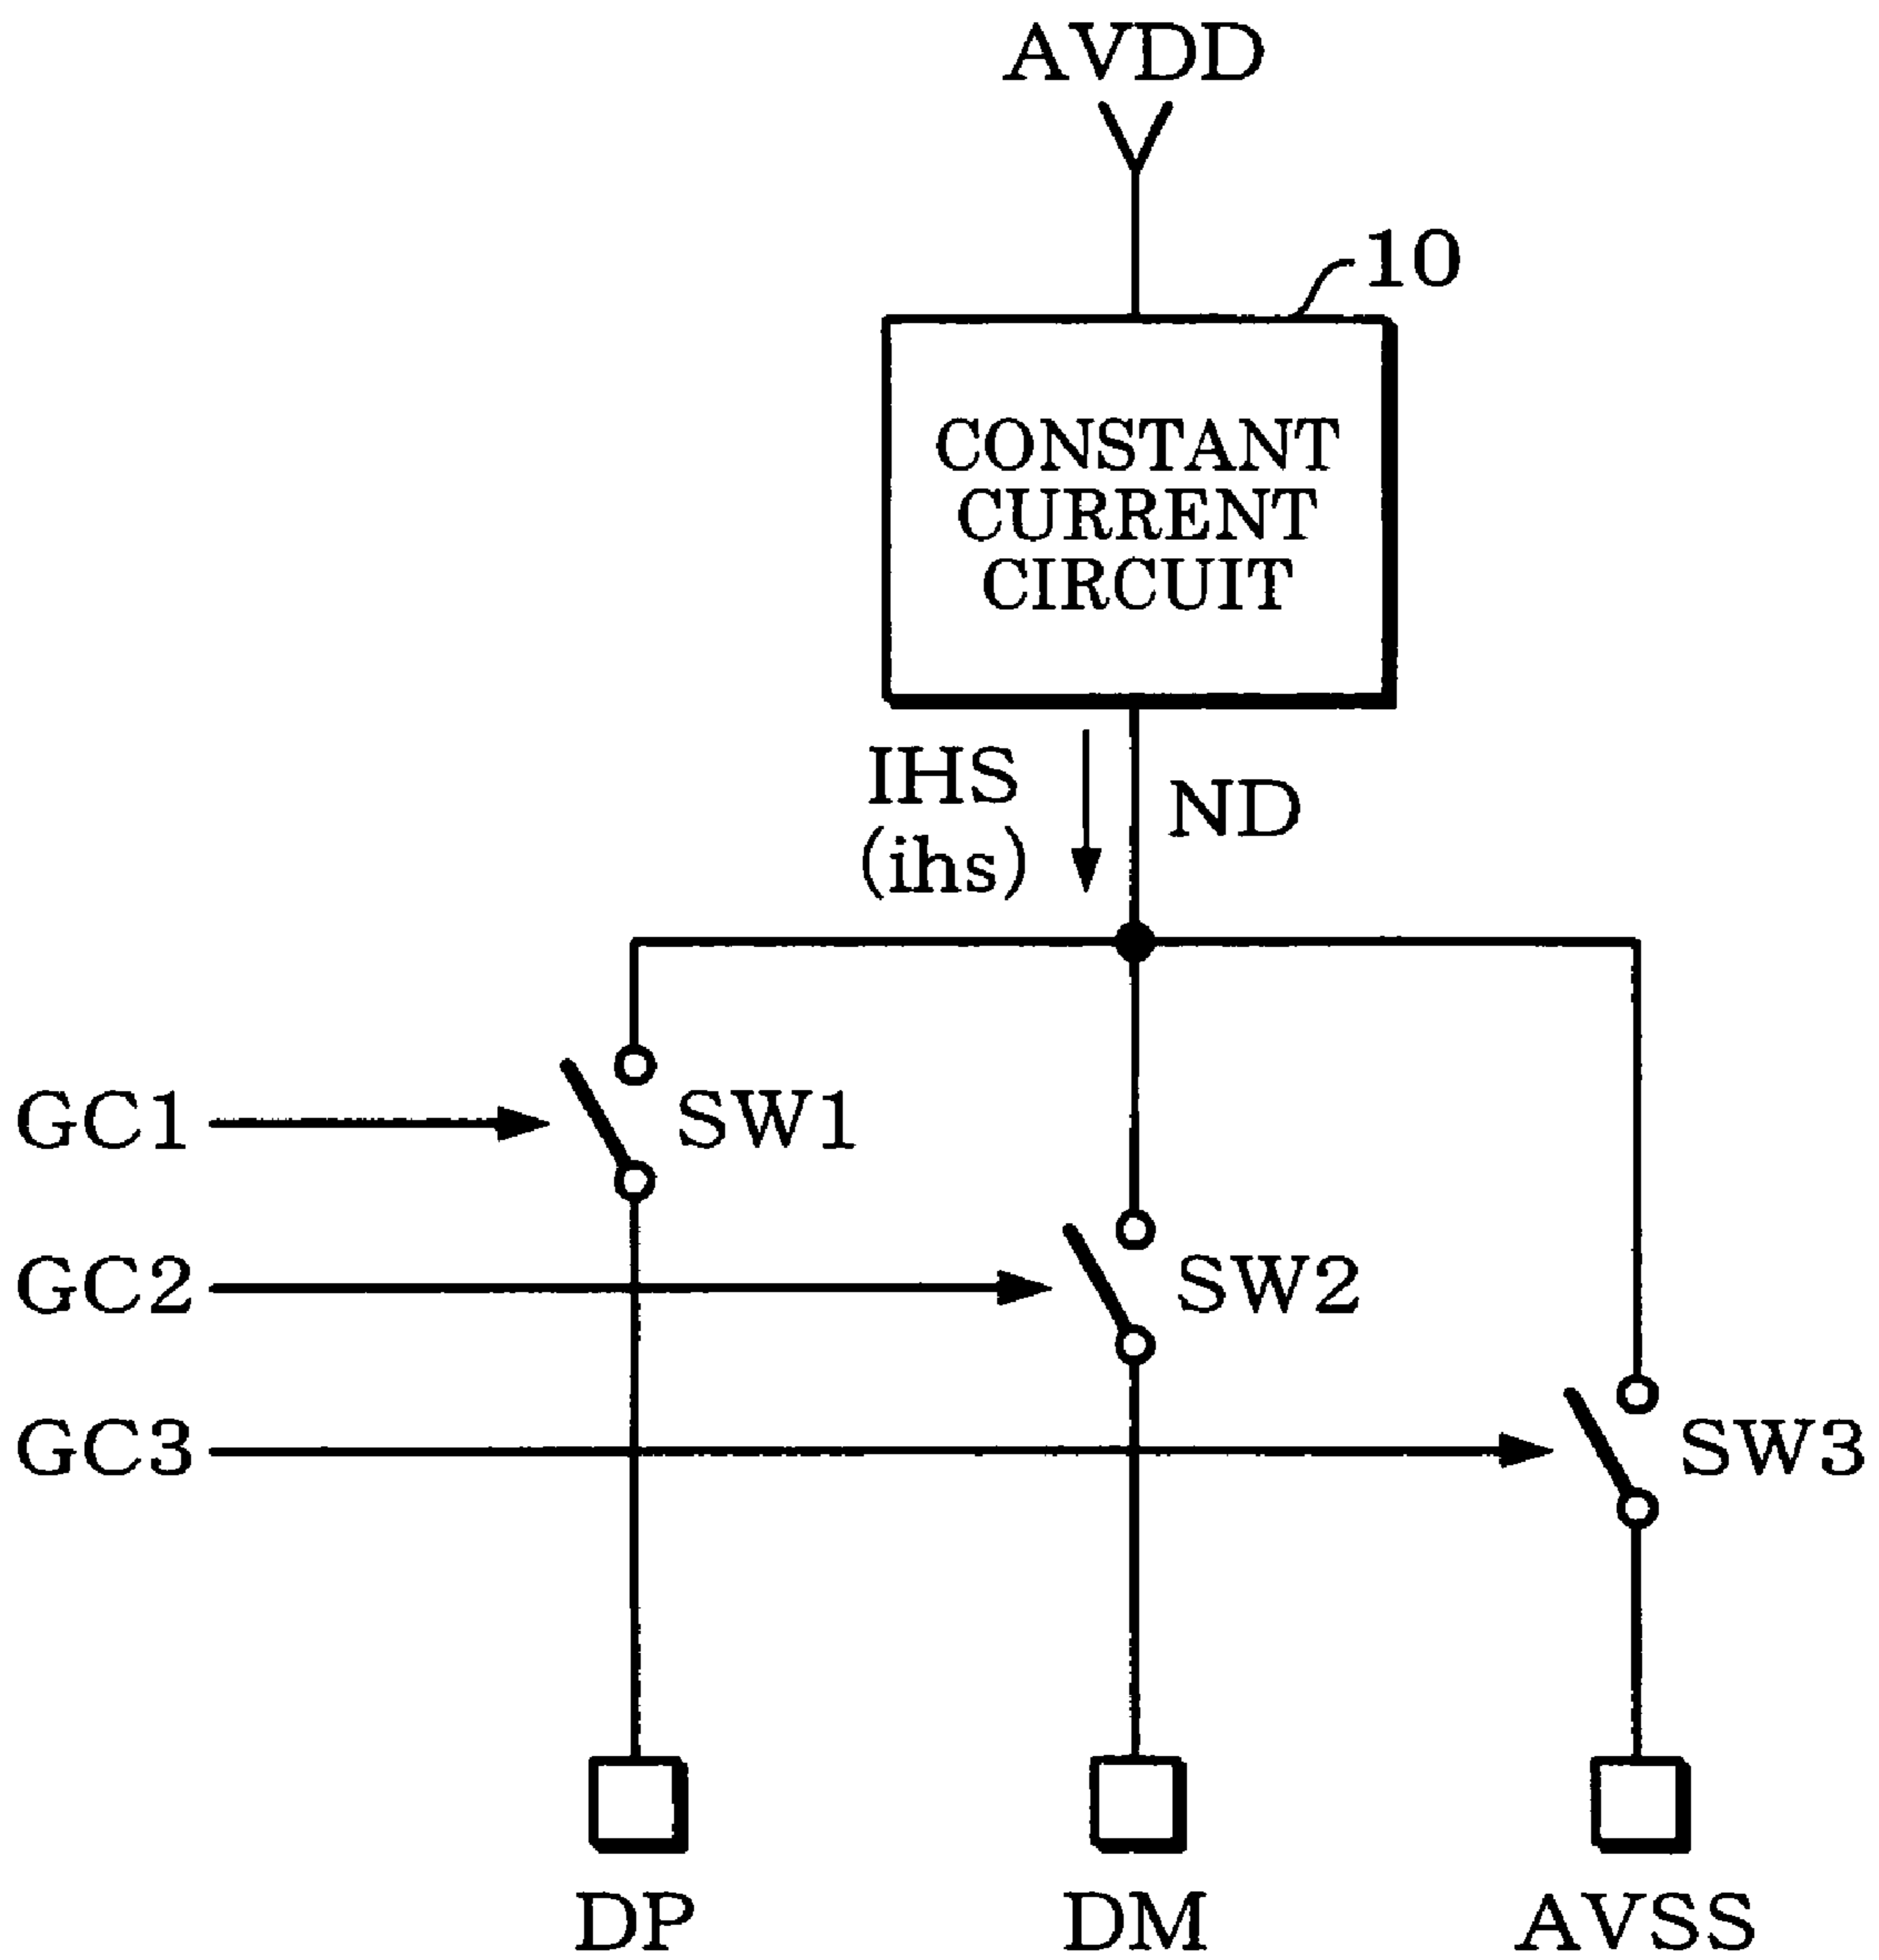 AVDD
10
CONSTANT
CURRENT
CIRCUIT
IHS
(ihs)
ND
GC1
SW1
GC2
SW2
GC3
SW3
DP
DM
AVSS